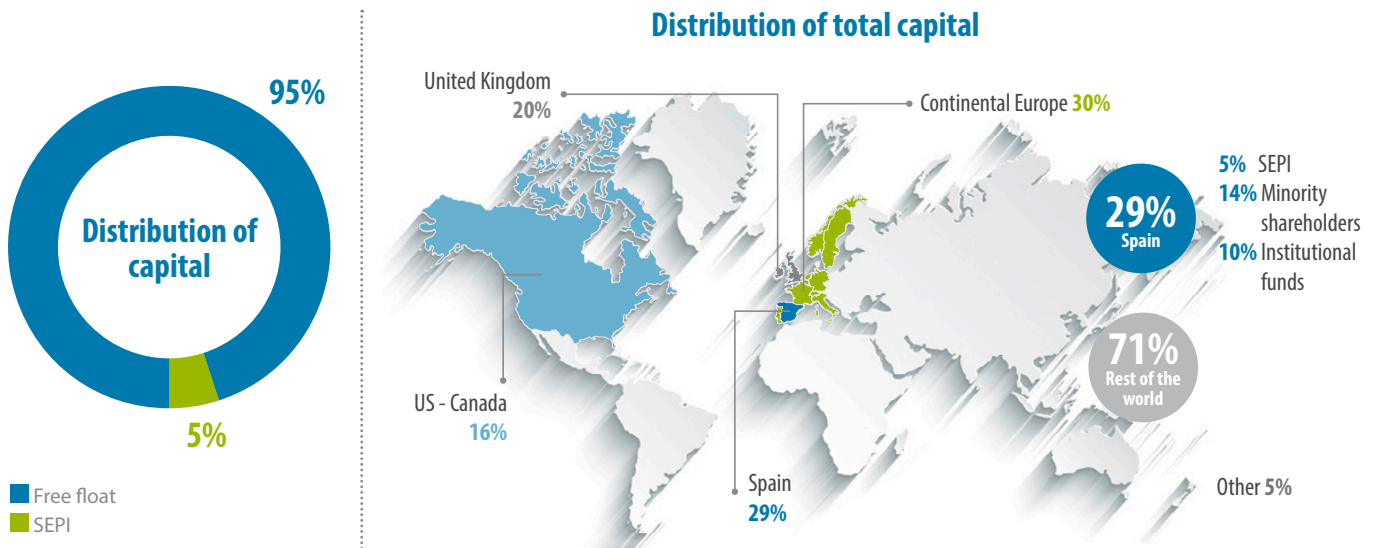 95%
Distribution of
capital
5%
Free float
SEPI
Distribution of total capital
United Kingdom
20%
Continental Europe 30%
US - Canada
16%
Spain
29%
29%
Spain
5% SEPI
14% Minority
shareholders
10% Institutional
funds
71%
Rest of the
world
Other 5%